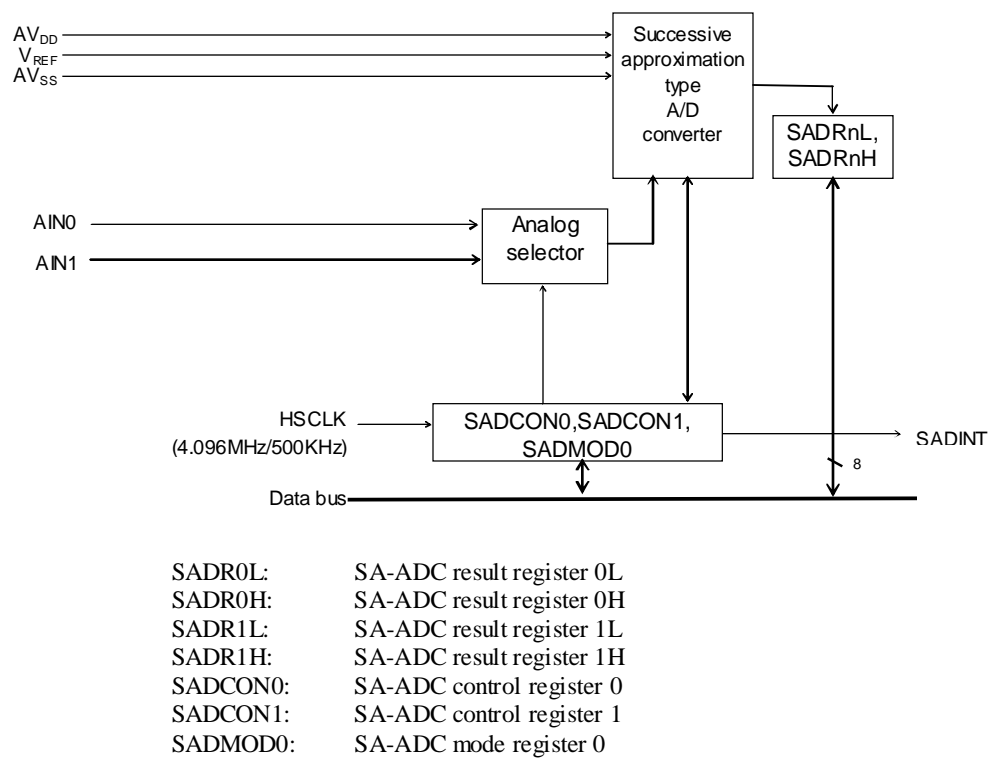 AVDD
VREF
AVSS
Successive
approximation
type
A/D
converter
SADRnL,
SADRnH
AIN0
AIN1
Analog
selector
HSCLK
(4.096MHz/500KHz)
SADCON0,SADCON1,
SADMOD0
SADINT
8
Data bus
SADR0L: SA-ADC result register 0L
SADR0H: SA-ADC result register 0H
SADR1L: SA-ADC result register 1L
SADR1H: SA-ADC result register 1H
SADCON0: SA-ADC control register 0
SADCON1: SA-ADC control register 1
SADMOD0: SA-ADC mode register 0